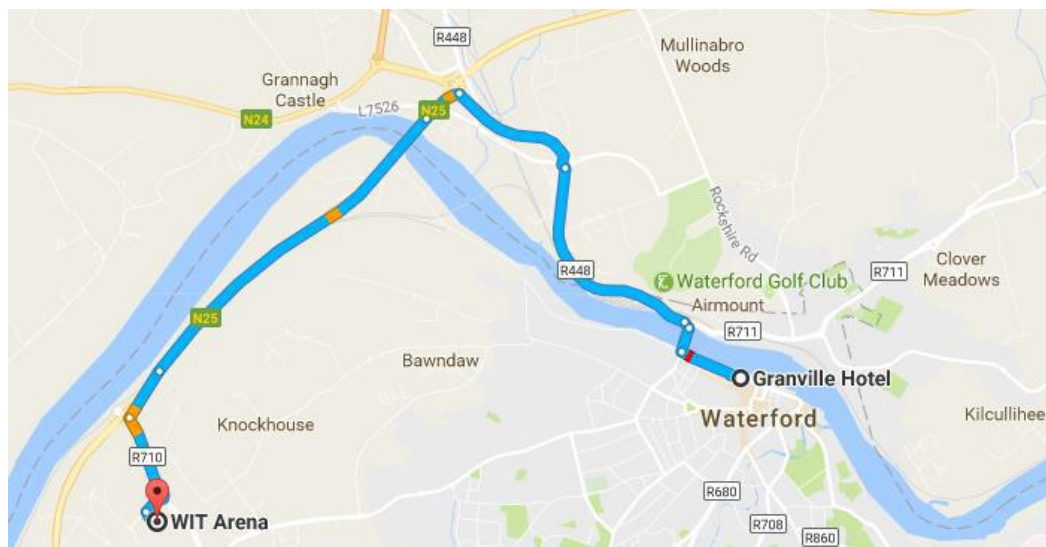 R448
Mullinabro
Woods
Grannagh
Castle
L7526
N25
N24
Rockshire Rd
R448
Waterford Golf Club
R711
Clover
Meadows
Airmount
N25
R711
Bawndaw
Granville Hotel
Waterford
Kilcullihee
Knockhouse
R710
R680
WIT Arena
R708
R860